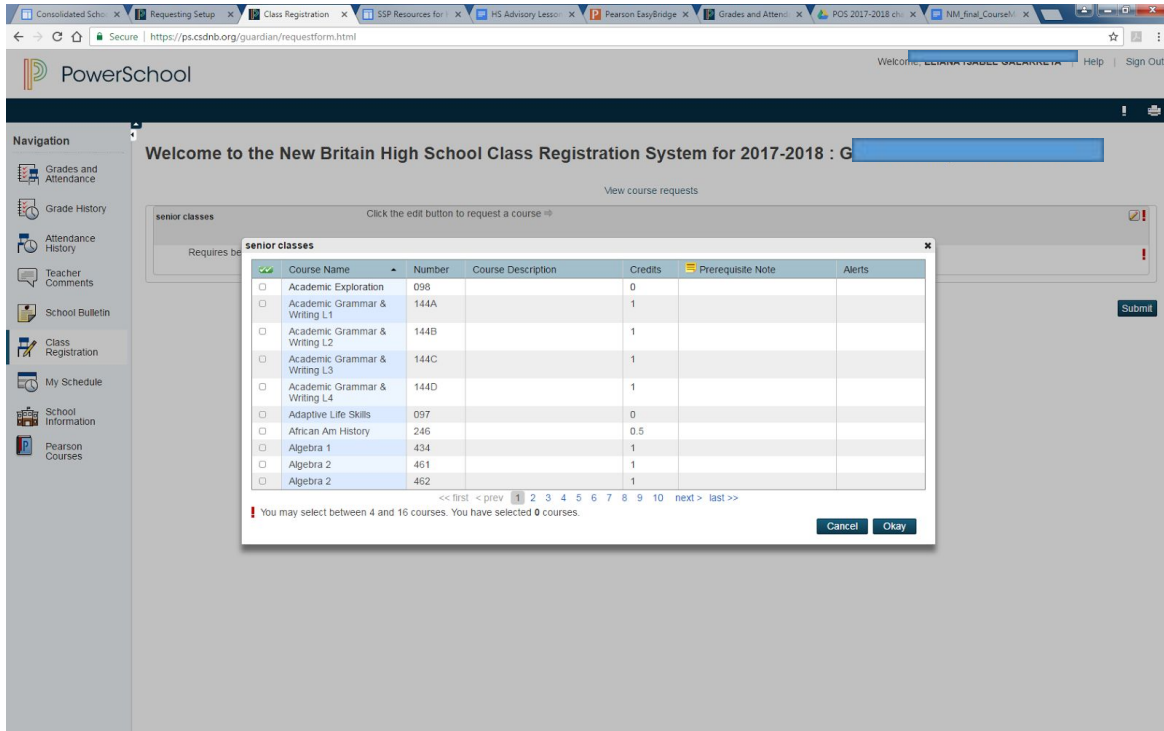 Consolidated Schoo
Requesting Setup
Class Registration
SSP Resources for
HS Advisory Lesson
Pearson EasyBridge
Grades and Attend
POS 2017-2018 ch
NM_final_CourseM
Secure | https://ps.csdnb.org/guardian/requestform.html
PowerSchool
Welcome, | Help | Sign Out
Navigation
Grades and
Attendance
Grade History
Attendance
History
Teacher
Comments
School Bulletin
Class
Registration
My Schedule
School
Information
Pearson
Courses
Welcome to the New Britain High School Class Registration System for 2017-2018 : G
View course requests
senior classes Click the edit button to request a course ⇨
Requires be
Submit
senior classes
Course Name Number Course Description Credits Prerequisite Note Alerts
Academic Exploration 098 0
Academic Grammar & 144A 1
Writing L1
Academic Grammar & 144B 1
Writing L2
Academic Grammar & 144C 1
Writing L3
Academic Grammar & 144D 1
Writing L4
Adaptive Life Skills 097 0
African Am History 246 0.5
Algebra 1 434 1
Algebra 2 461 1
Algebra 2 462 1
<< first < prev 1 2 3 4 5 6 7 8 9 10 next > last >>
You may select between 4 and 16 courses. You have selected 0 courses.
Cancel Okay